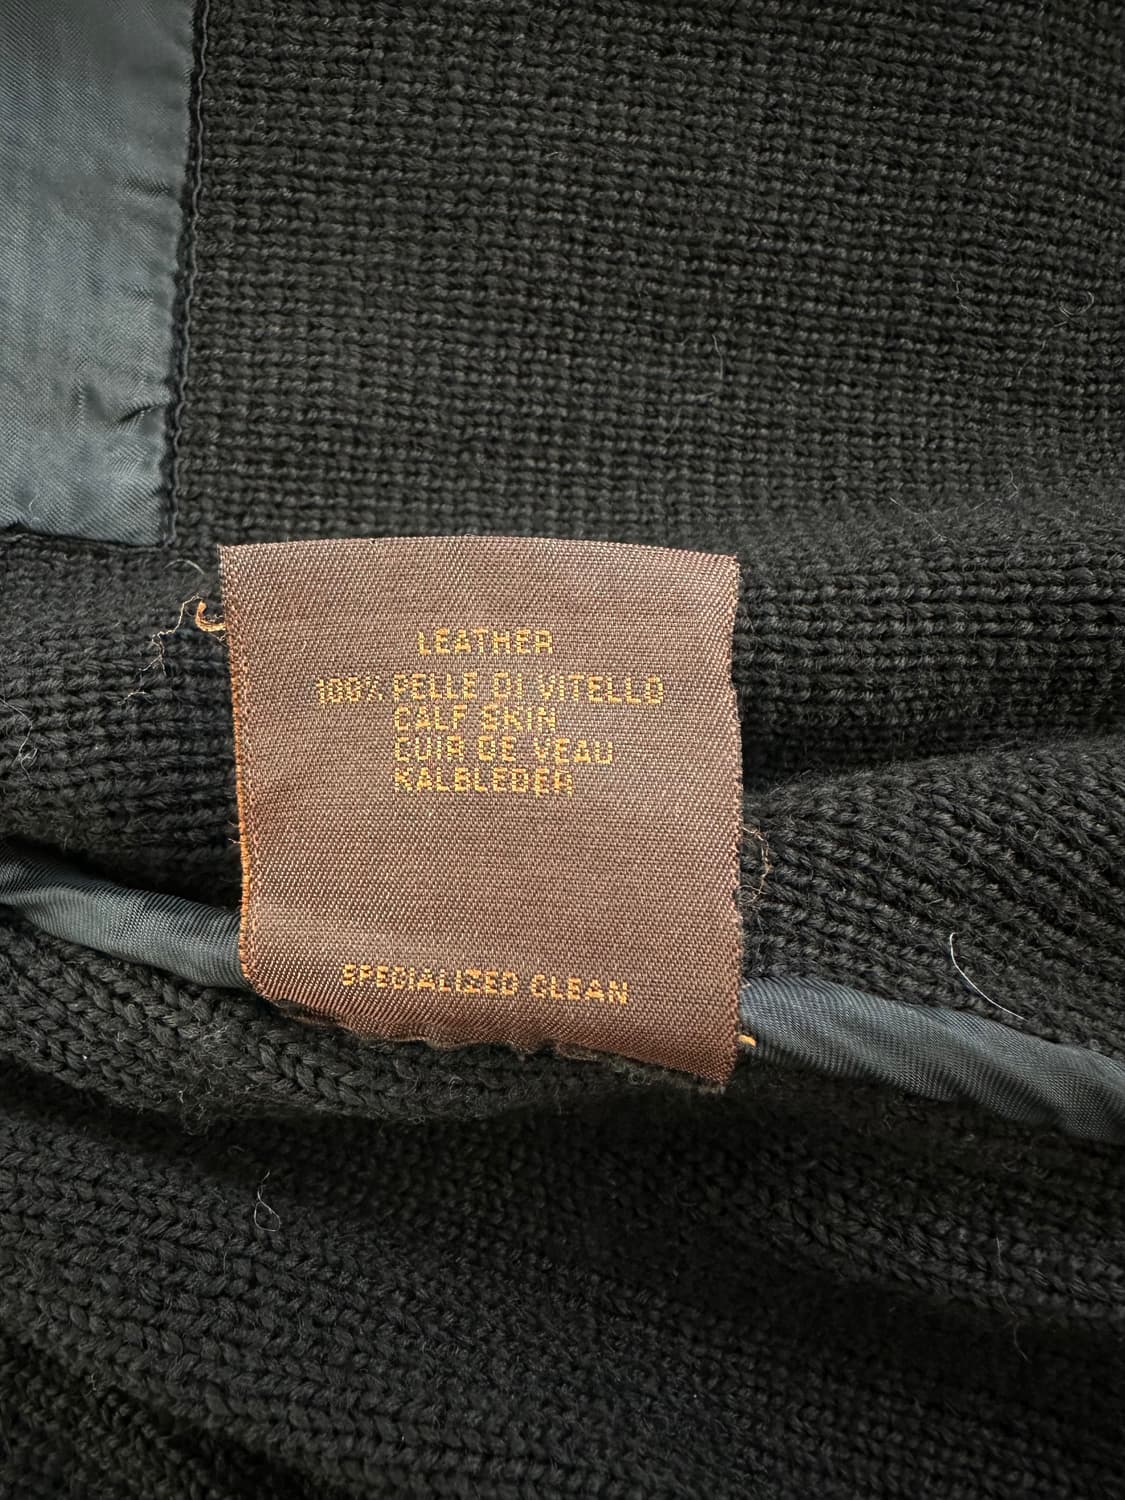 LEATHER
100% PELLE DI VITELLO
CALF SKIN
CUIR DE VEAU
KALBLEDER
SPECIALIZED CLEAN